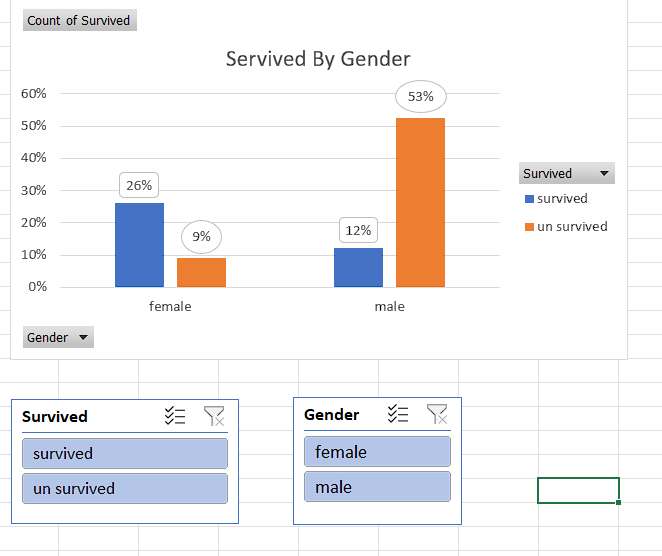 Count of Survived
Servived By Gender
60%
50%
40%
30%
20%
10%
0%
26%
9%
12%
53%
female
male
Survived
survived
un survived
Gender
Survived
survived
un survived
Gender
female
male